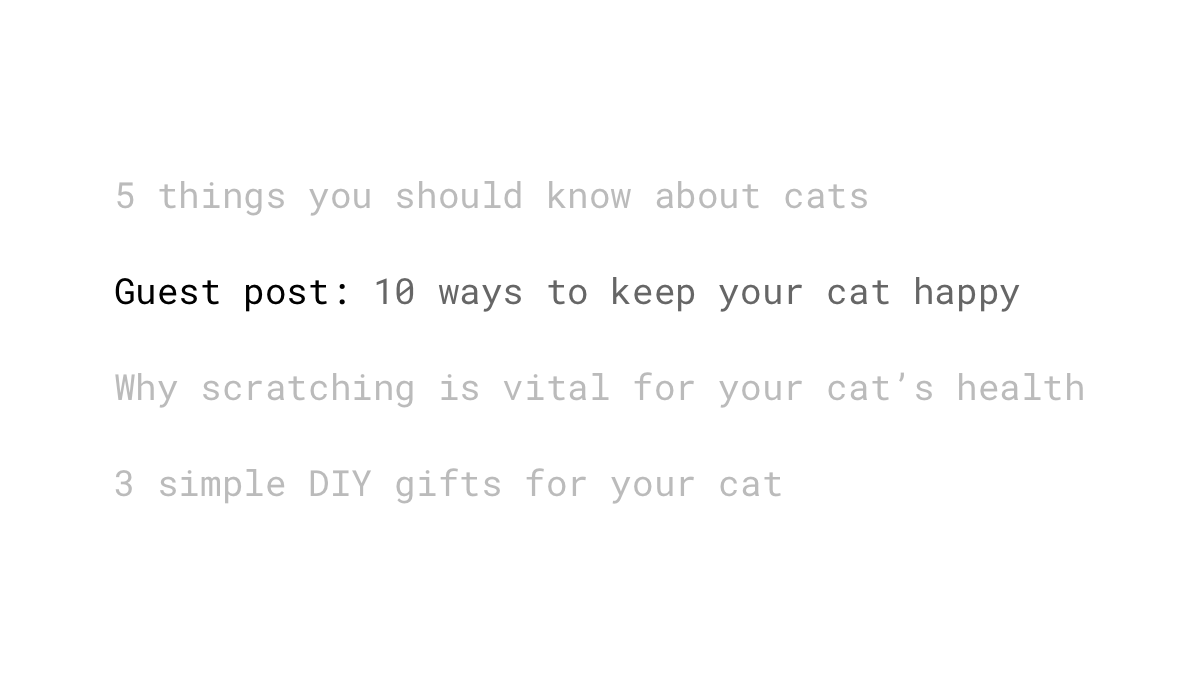 5 things you should know about cats
Guest post: 10 ways to keep your cat happy
Why scratching is vital for your cat’s health
3 simple DIY gifts for your cat